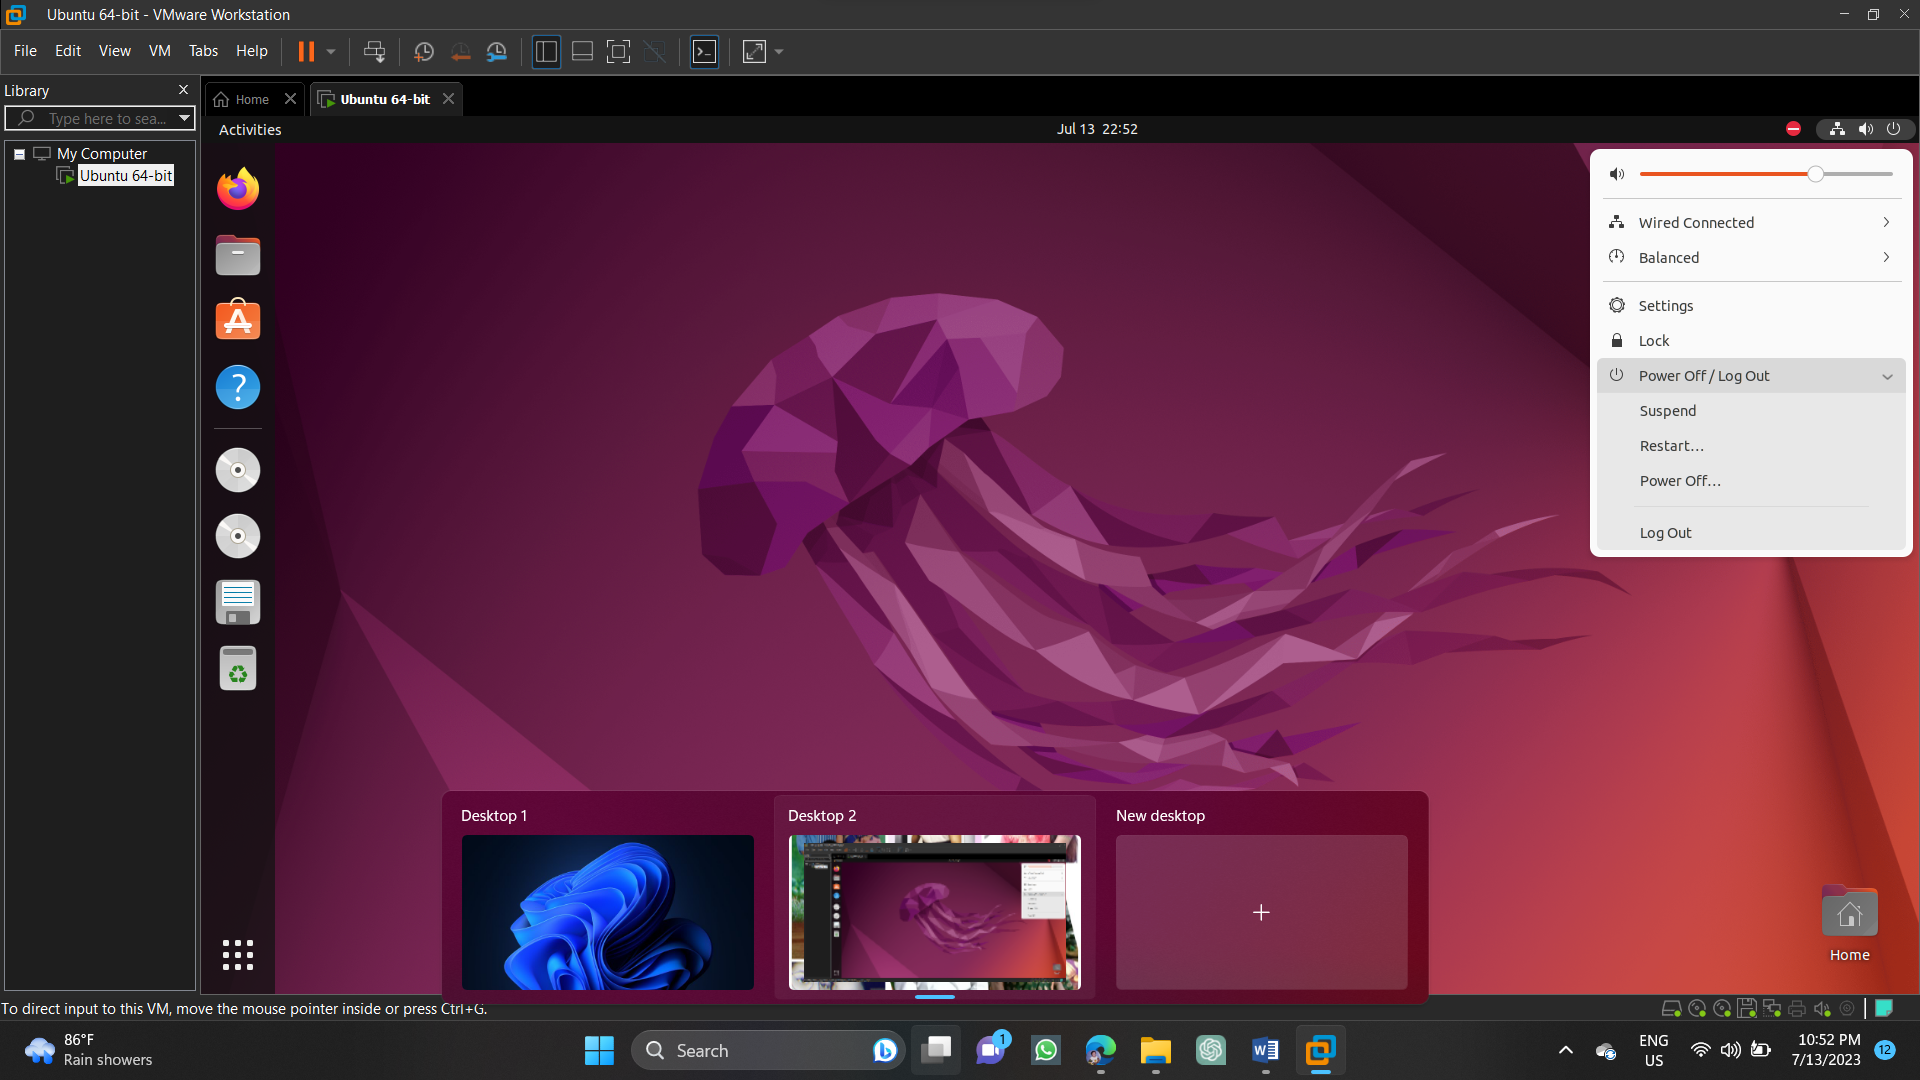 Ubuntu 64-bit - VMware Workstation
File Edit View VM Tabs Help
Library
Type here to sea...
My Computer
Ubuntu 64-bit
Home
Ubuntu 64-bit
Activities
Jul 13 22:52
Wired Connected
Balanced
Settings
Lock
Power Off / Log Out
Suspend
Restart...
Power Off...
Log Out
Desktop 1
Desktop 2
New desktop
Home
To direct input to this VM, move the mouse pointer inside or press Ctrl+G.
86°F
Rain showers
Search
1
ENG
US
10:52 PM
7/13/2023
12